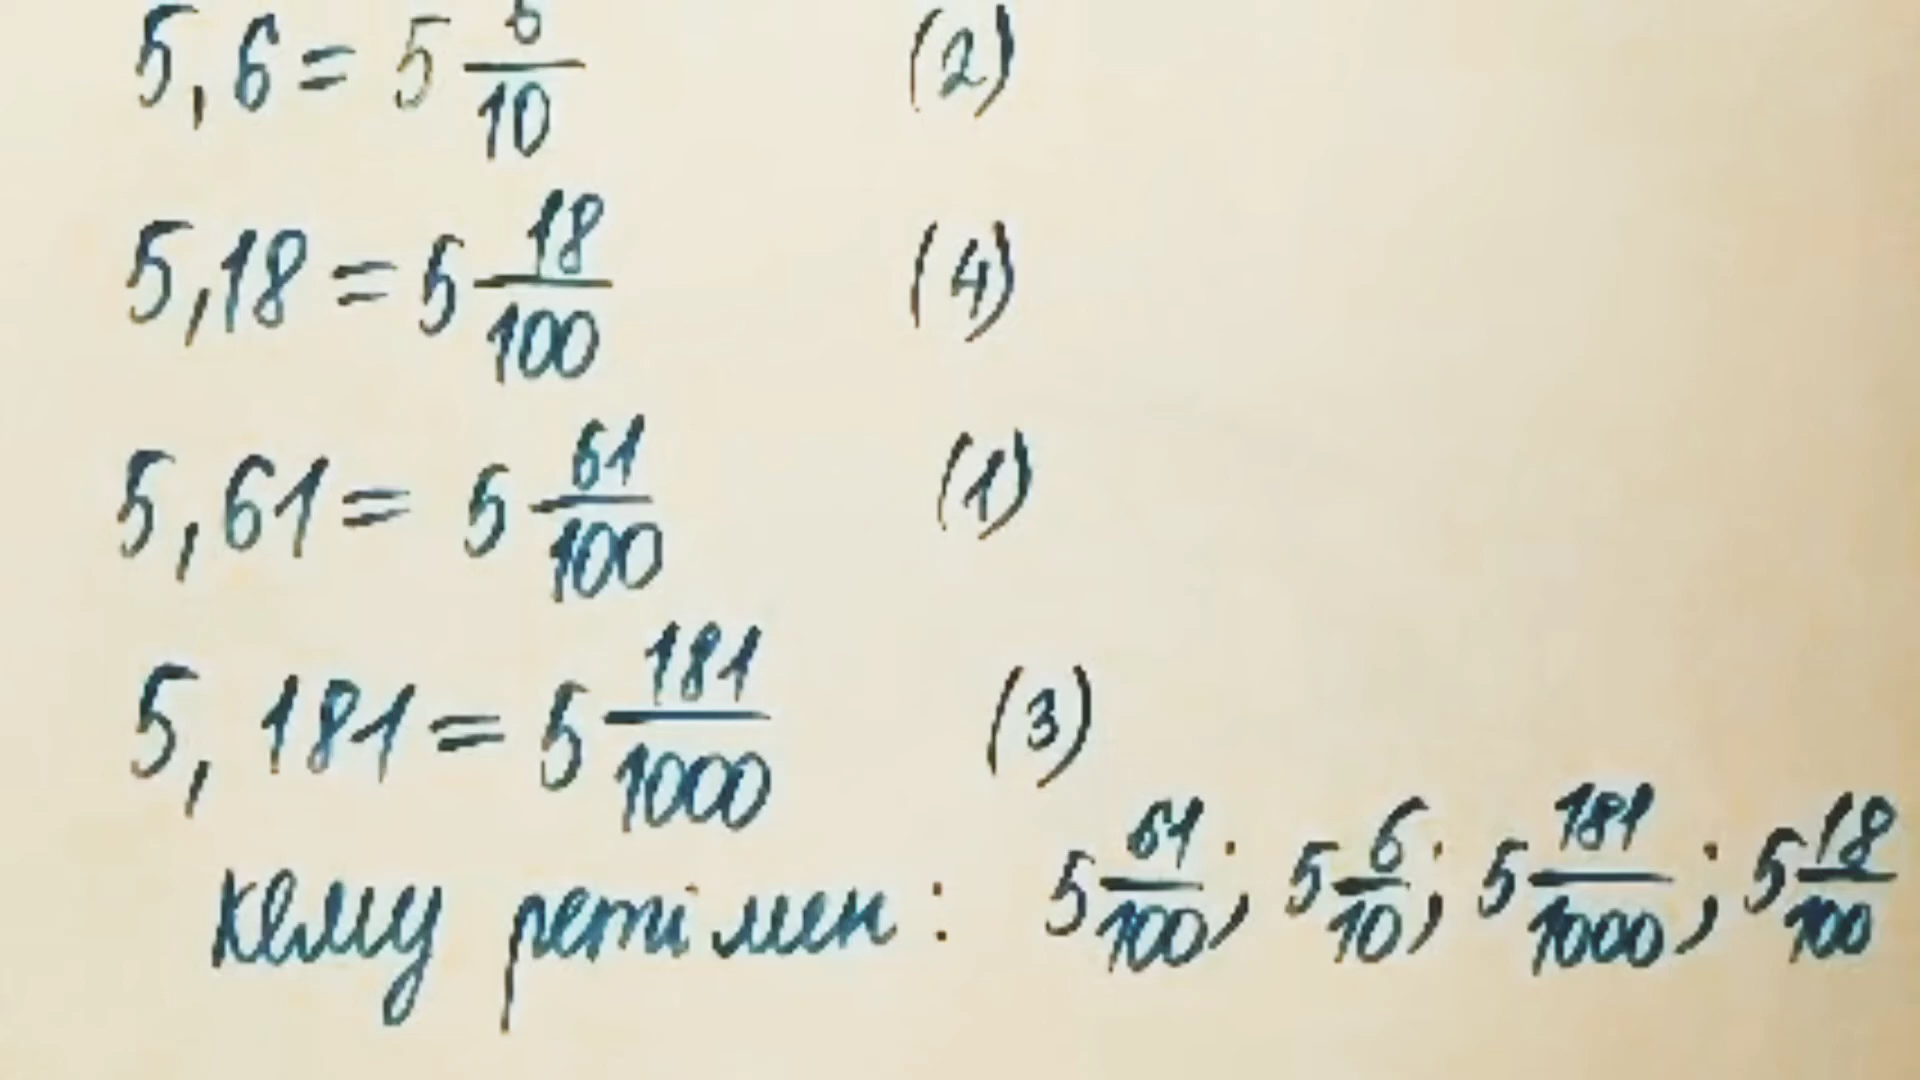 5,6 = 5 6/10 (2)
5,18 = 5 18/100 (4)
5,61 = 5 61/100 (1)
5,181 = 5 181/1000 (3)
кему ретімен: 5 61/100; 5 6/10; 5 181/1000; 5 18/100